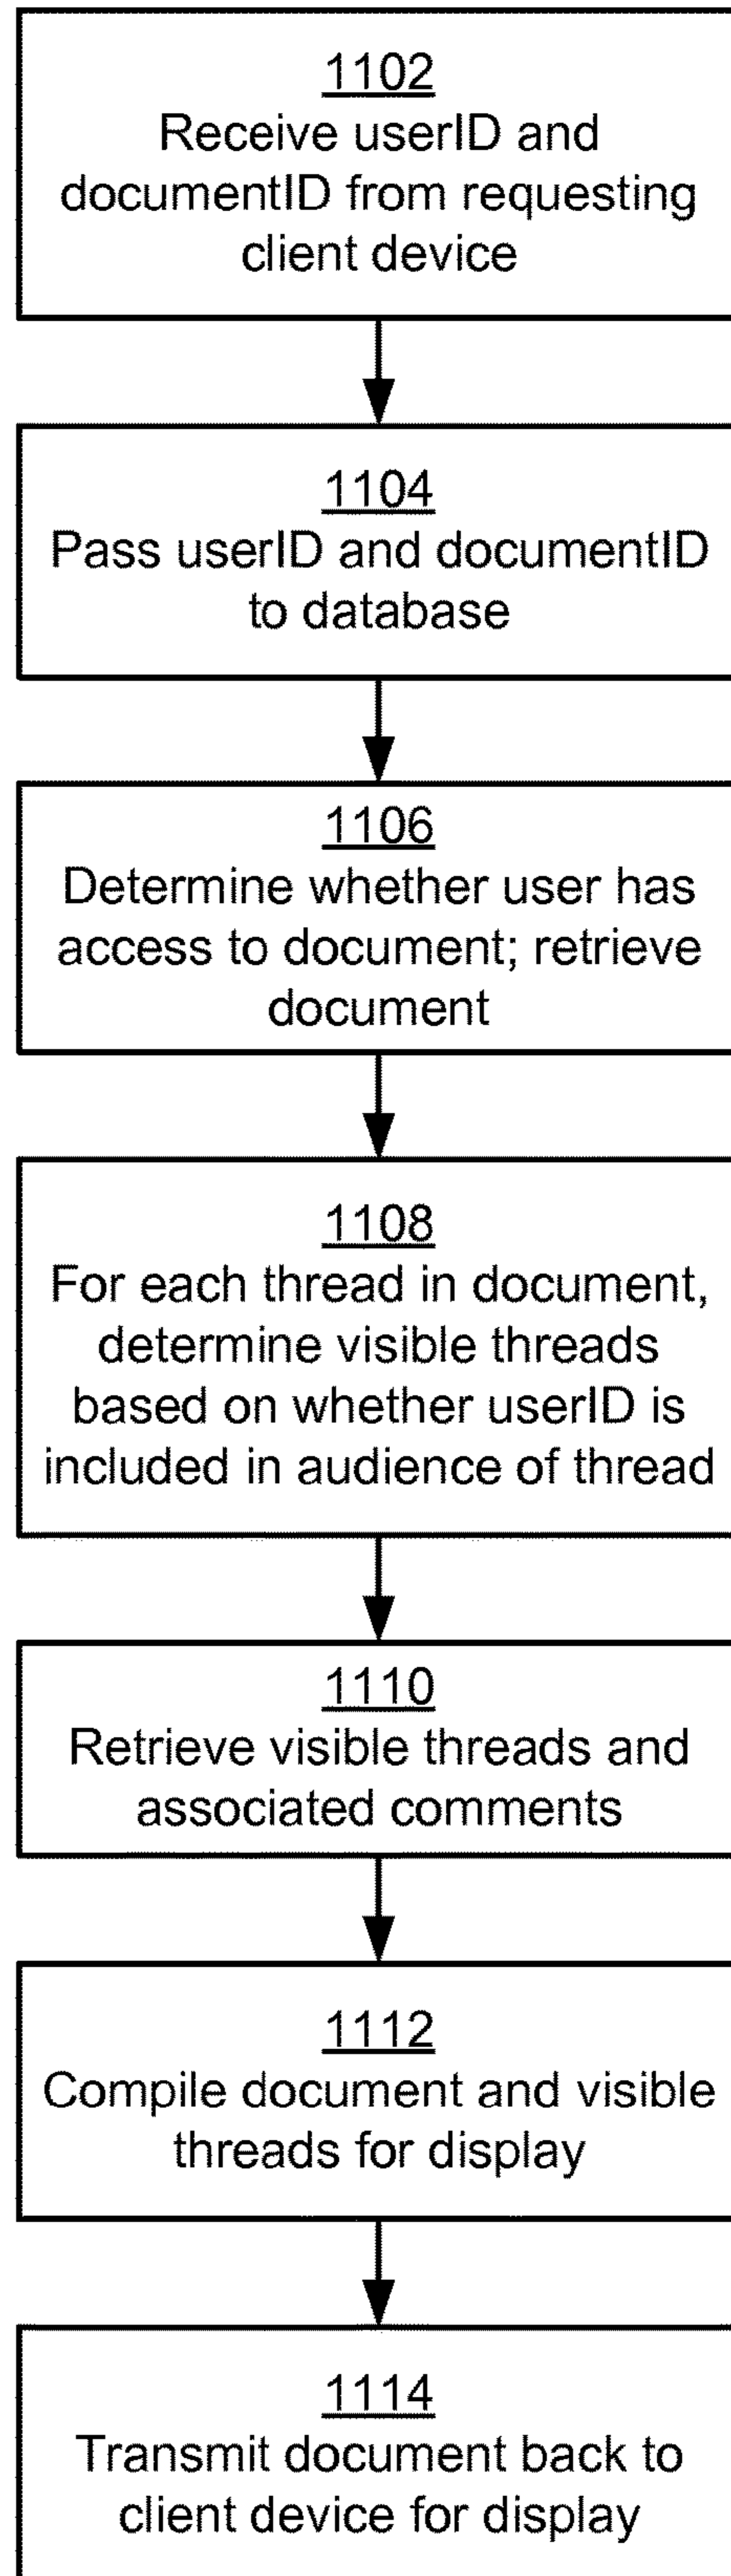 1102
Receive userID and
documentID from requesting
client device
1104
Pass userID and documentID
to database
1106
Determine whether user has
access to document; retrieve
document
1108
For each thread in document,
determine visible threads
based on whether userID is
included in audience of thread
1110
Retrieve visible threads and
associated comments
1112
Compile document and visible
threads for display
1114
Transmit document back to
client device for display